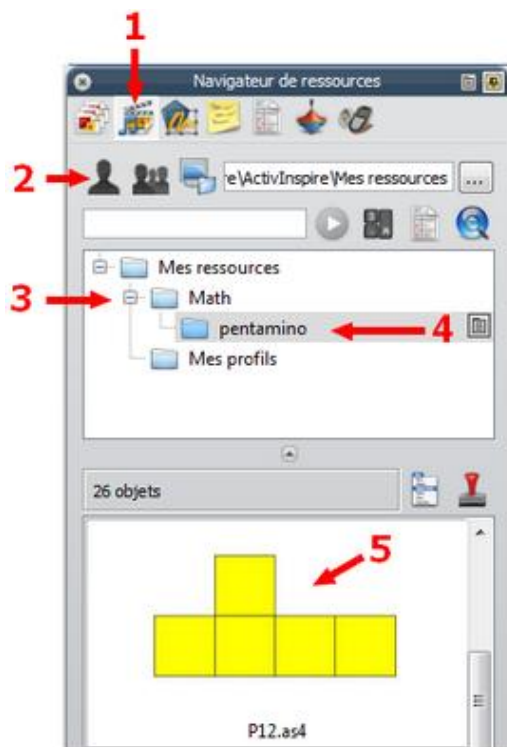 1
Navigateur de ressources
2
re\ActivInspire\Mes ressources
...
Mes ressources
3
Math
pentamino
4
Mes profils
26 objets
5
P12.as4